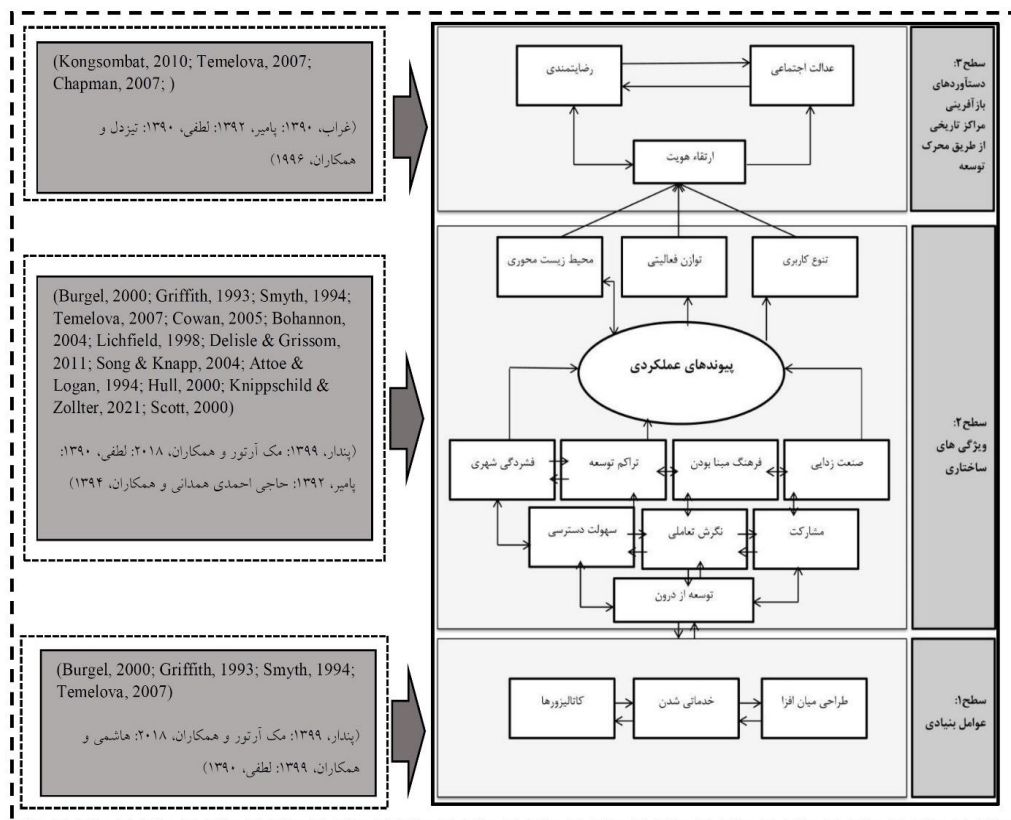 (Kongsombat, 2010; Temelova, 2007;
Chapman, 2007; )
(غراب، ۱۳۹۰: پامیر، ۱۳۹۲: لطفی، ۱۳۹۰: تیزدل و
همکاران، ۱۹۹۶)
سطح۳:
دستآوردهای
بازآفرینی
مراکز تاریخی
از طریق محرک
توسعه
عدالت اجتماعی
رضایتمندی
ارتقاء هویت
(Burgel, 2000; Griffith, 1993; Smyth, 1994;
Temelova, 2007; Cowan, 2005; Bohannon,
2004; Lichfield, 1998; Delisle & Grissom,
2011; Song & Knapp, 2004; Attoe &
Logan, 1994; Hull, 2000; Knippschild &
Zollter, 2021; Scott, 2000)
(پندار، ۱۳۹۹: مک آرتور و همکاران، ۲۰۱۸: لطفی، ۱۳۹۰:
پامیر، ۱۳۹۲: حاجی احمدی همدانی و همکاران، ۱۳۹۴)
سطح۲:
ویژگی های
ساختاری
تنوع کاربری
توازن فعالیتی
محیط زیست محوری
پیوندهای عملکردی
صنعت زدایی
فرهنگ مبنا بودن
تراکم توسعه
فشردگی شهری
مشارکت
نگرش تعاملی
سهولت دسترسی
توسعه از درون
(Burgel, 2000; Griffith, 1993; Smyth, 1994;
Temelova, 2007)
(پندار، ۱۳۹۹: مک آرتور و همکاران، ۲۰۱۸: هاشمی و
همکاران، ۱۳۹۹: لطفی، ۱۳۹۰)
سطح۱:
عوامل بنیادی
طراحی میان افزا
خدماتی شدن
کاتالیزورها